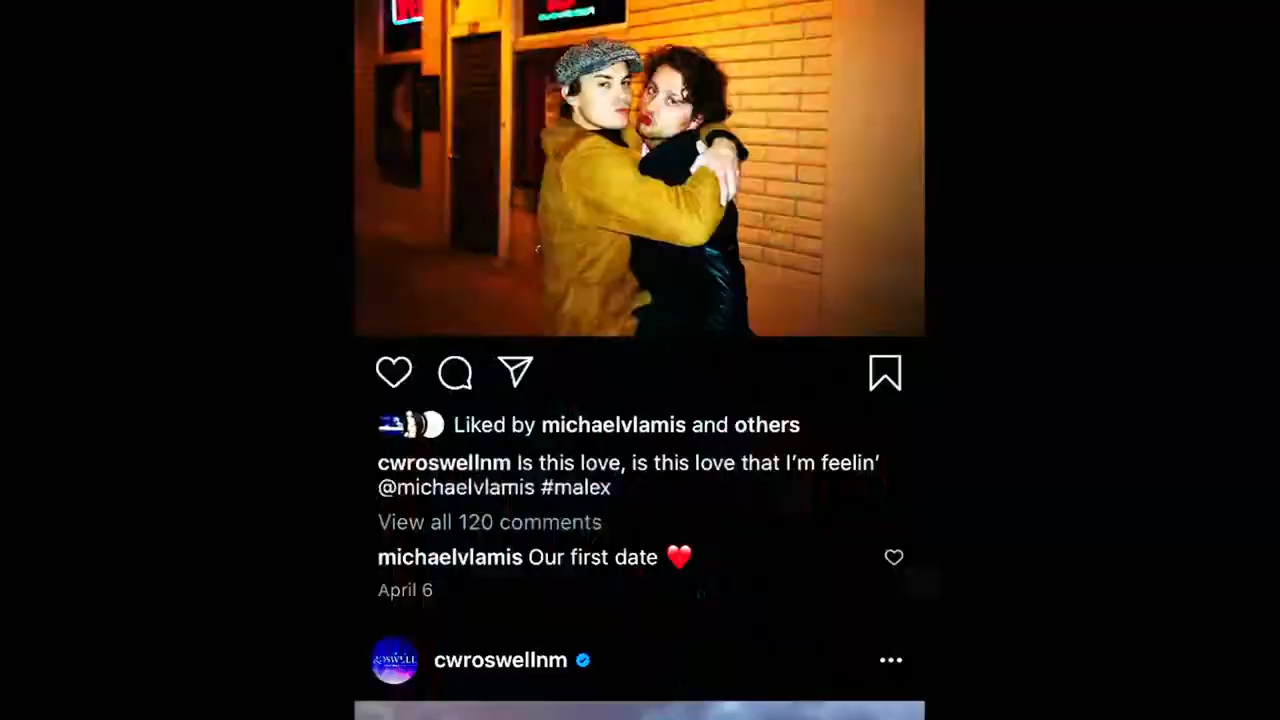 Liked by michaelvlamis and others
cwroswellnm Is this love, is this love that I’m feelin’
@michaelvlamis #malex
View all 120 comments
michaelvlamis Our first date ❤️
April 6
ROSWELL
cwroswellnm